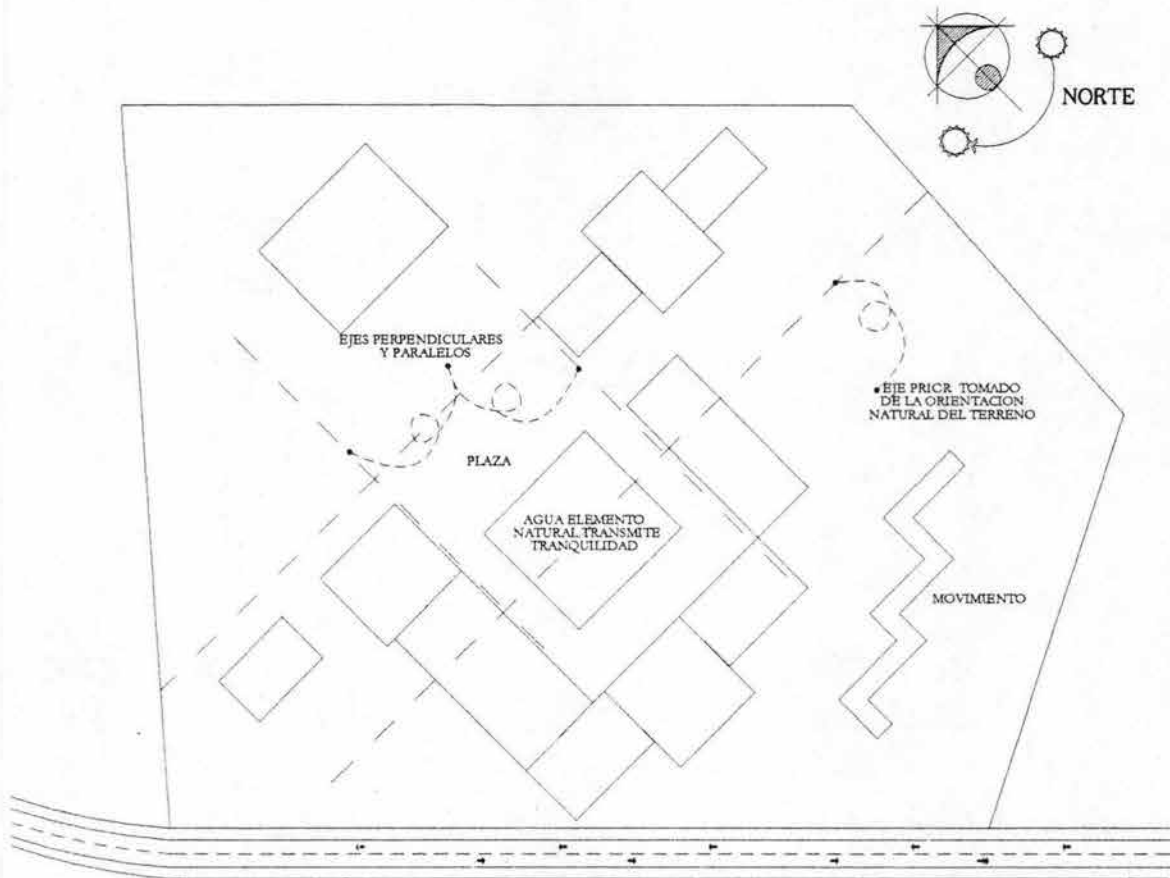 NORTE
EJES PERPENDICULARES
Y PARALELOS
EJE PRICR TOMADO
DE LA ORIENTACION
NATURAL DEL TERRENO
PLAZA
AGUA ELEMENTO
NATURAL TRANSMITE
TRANQUILIDAD
MOVIMIENTO